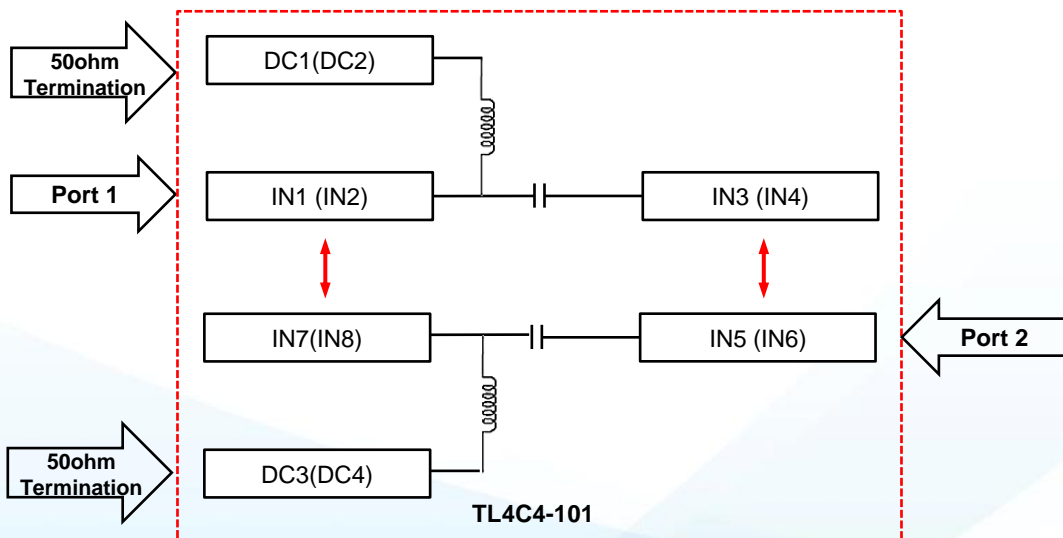 50ohm
Termination
DC1(DC2)
Port 1
IN1 (IN2)
IN3 (IN4)
IN7(IN8)
IN5 (IN6)
Port 2
50ohm
Termination
DC3(DC4)
TL4C4-101